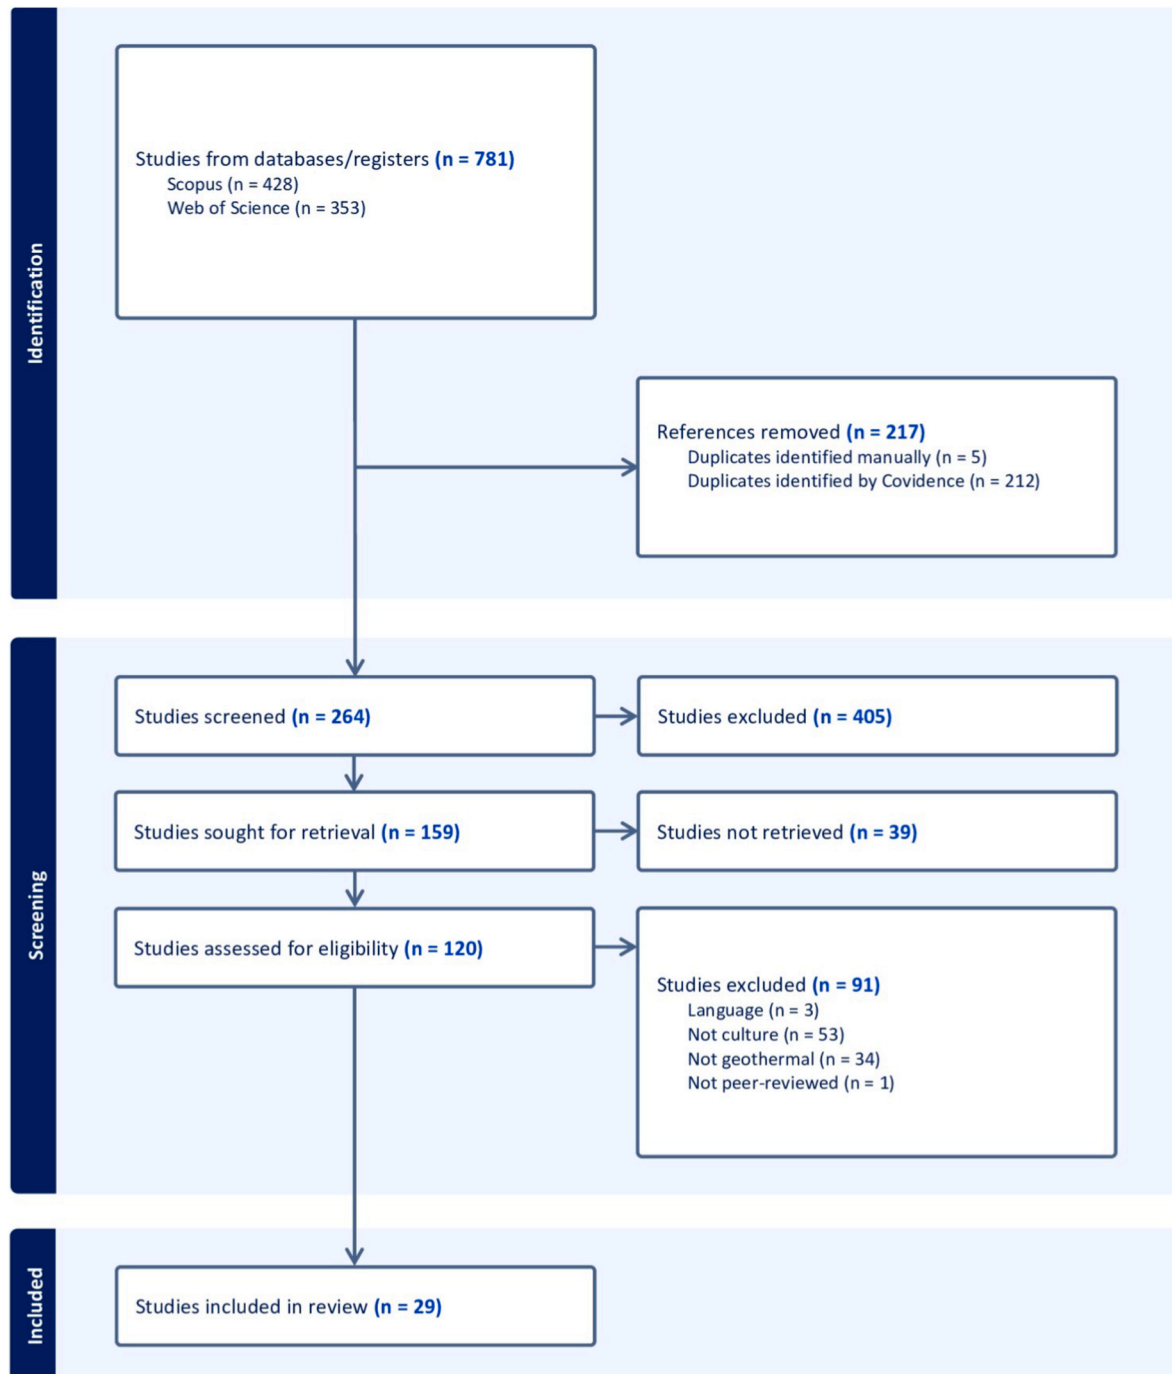 Identification
Studies from databases/registers (n = 781)
Scopus (n = 428)
Web of Science (n = 353)
References removed (n = 217)
Duplicates identified manually (n = 5)
Duplicates identified by Covidence (n = 212)
Screening
Studies screened (n = 264)
Studies excluded (n = 405)
Studies sought for retrieval (n = 159)
Studies not retrieved (n = 39)
Studies assessed for eligibility (n = 120)
Studies excluded (n = 91)
Language (n = 3)
Not culture (n = 53)
Not geothermal (n = 34)
Not peer-reviewed (n = 1)
Included
Studies included in review (n = 29)